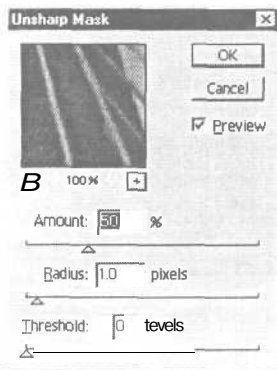 Unsharp Mask
OK
Cancel
Preview
B 100% +
Amount: 50 %
Radius: 1.0 pixels
Threshold: 0 tevels